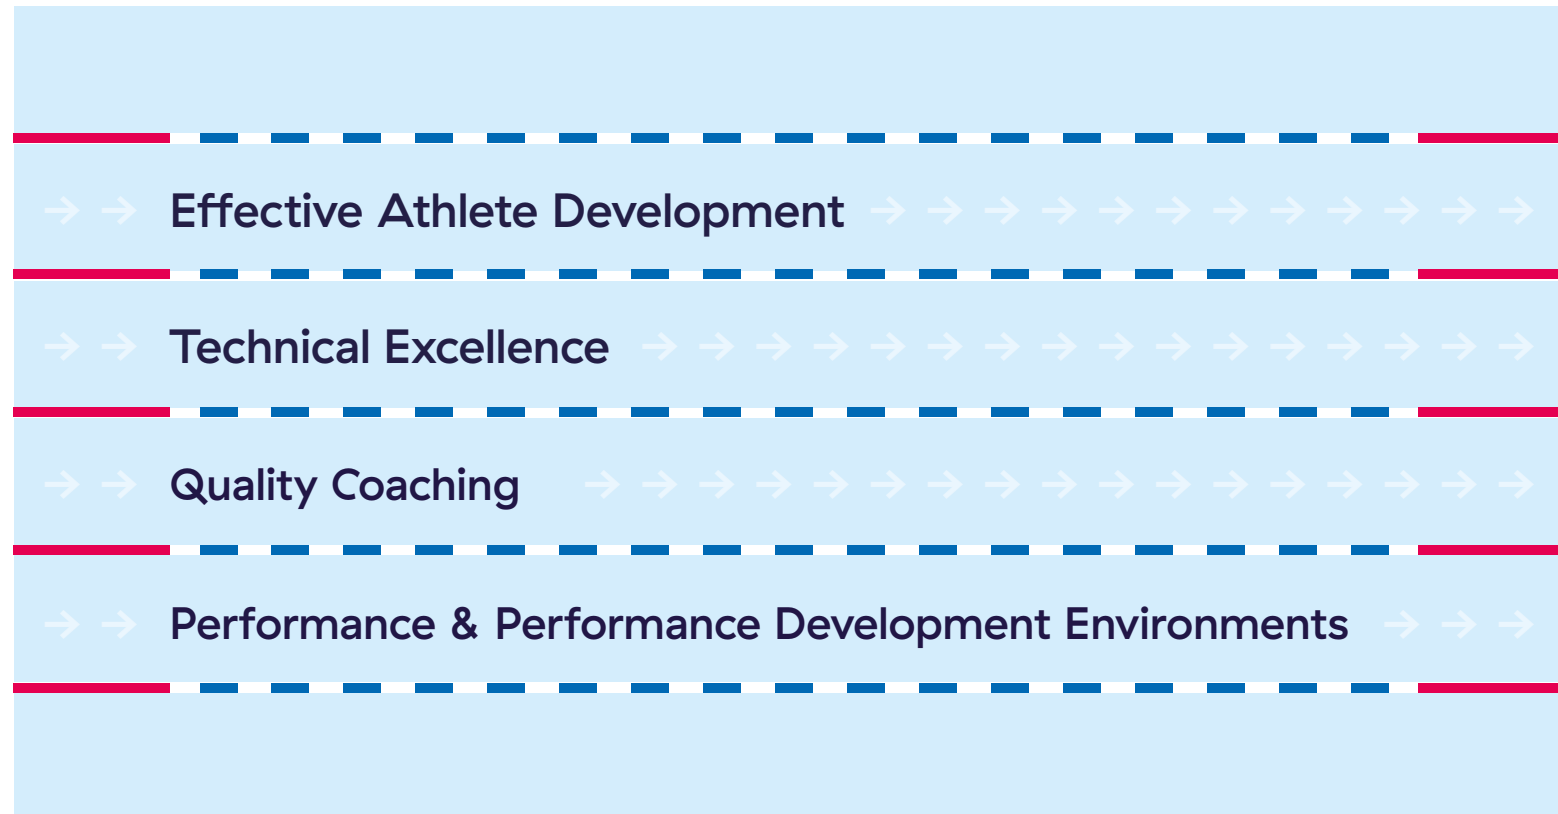 Effective Athlete Development
Technical Excellence
Quality Coaching
Performance & Performance Development Environments